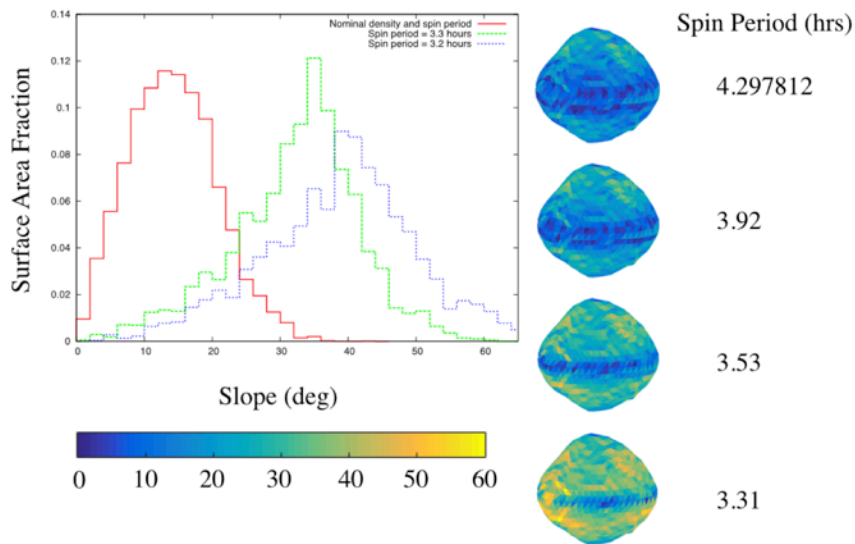 Nominal density and spin period
Spin period = 3.3 hours
Spin period = 3.2 hours
0.14
0.12
0.1
0.08
0.06
0.04
0.02
0
0 10 20 30 40 50 60
Surface Area Fraction
Slope (deg)
0 10 20 30 40 50 60
Spin Period (hrs)
4.297812
3.92
3.53
3.31